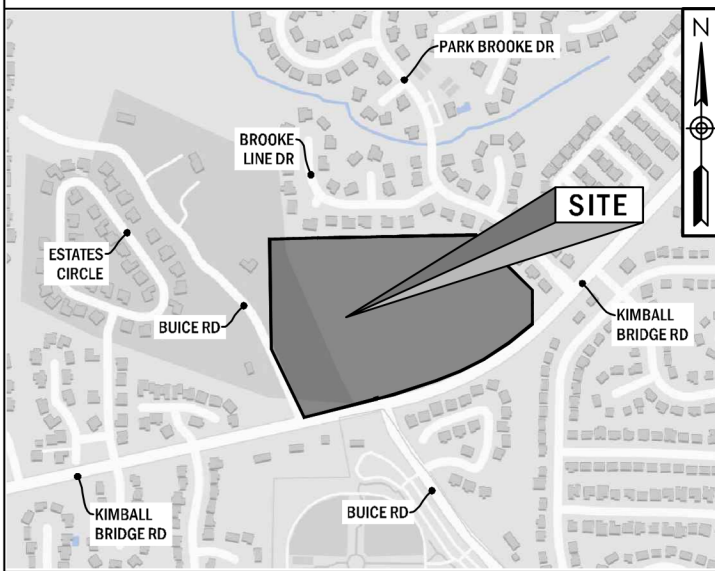 N
PARK BROOKE DR
BROOKE
LINE DR
SITE
ESTATES
CIRCLE
BUICE RD
KIMBALL
BRIDGE RD
BUICE RD
KIMBALL
BRIDGE RD